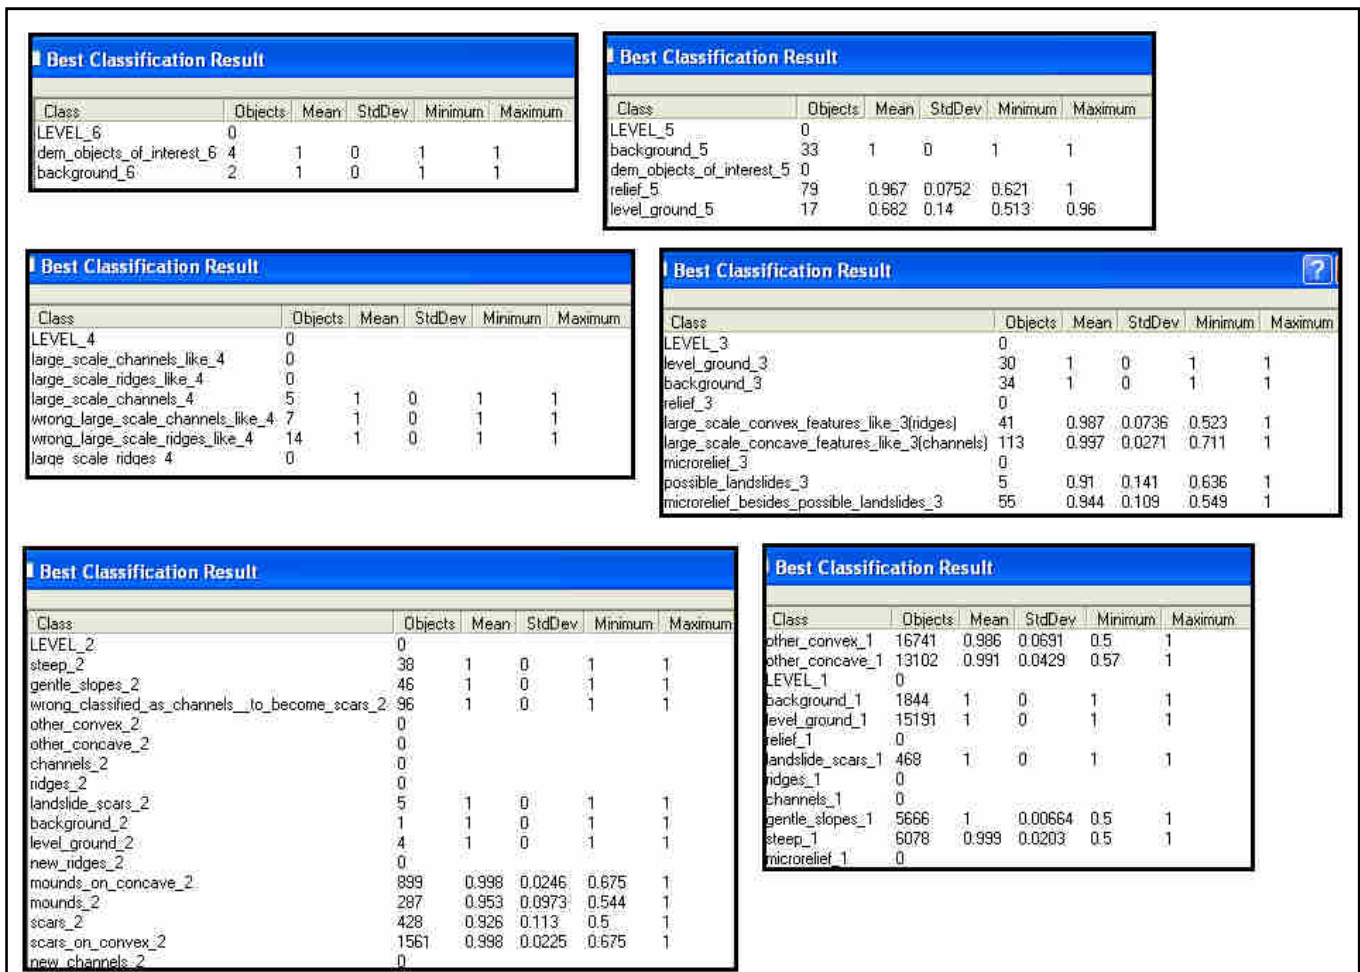 Best Classification Result
Class Objects Mean StdDev Minimum Maximum
LEVEL_6 0
dem_objects_of_interest_6 4 1 0 1 1
background_6 2 1 0 1 1
Best Classification Result
Class Objects Mean StdDev Minimum Maximum
LEVEL_5 0
background_5 33 1 0 1 1
dem_objects_of_interest_5 0
relief_5 79 0.967 0.0752 0.621 1
level_ground_5 17 0.682 0.14 0.513 0.96
Best Classification Result
Class Objects Mean StdDev Minimum Maximum
LEVEL_4 0
large_scale_channels_like_4 0
large_scale_ridges_like_4 0
large_scale_channels_4 5 1 0 1 1
wrong_large_scale_channels_like_4 7 1 0 1 1
wrong_large_scale_ridges_like_4 14 1 0 1 1
large_scale_ridges_4 0
Best Classification Result ?
Class Objects Mean StdDev Minimum Maximum
LEVEL_3 0
level_ground_3 30 1 0 1 1
background_3 34 1 0 1 1
relief_3 0
large_scale_convex_features_like_3(ridges) 41 0.987 0.0736 0.523 1
large_scale_concave_features_like_3(channels) 113 0.997 0.0271 0.711 1
microrelief_3 0
possible_landslides_3 5 0.91 0.141 0.636 1
microrelief_besides_possible_landslides_3 55 0.944 0.109 0.549 1
Best Classification Result
Class Objects Mean StdDev Minimum Maximum
LEVEL_2 0
steep_2 38 1 0 1 1
gentle_slopes_2 46 1 0 1 1
wrong_classified_as_channels__to_become_scars_2 96 1 0 1 1
other_convex_2 0
other_concave_2 0
channels_2 0
ridges_2 0
landslide_scars_2 5 1 0 1 1
background_2 1 1 0 1 1
level_ground_2 4 1 0 1 1
new_ridges_2 0
mounds_on_concave_2 899 0.998 0.0246 0.675 1
mounds_2 287 0.953 0.0973 0.544 1
scars_2 428 0.926 0.113 0.5 1
scars_on_convex_2 1561 0.998 0.0225 0.675 1
new_channels_2 0
Best Classification Result
Class Objects Mean StdDev Minimum Maximum
other_convex_1 16741 0.986 0.0691 0.5 1
other_concave_1 13102 0.991 0.0429 0.57 1
LEVEL_1 0
background_1 1844 1 0 1 1
level_ground_1 15191 1 0 1 1
relief_1 0
landslide_scars_1 468 1 0 1 1
ridges_1 0
channels_1 0
gentle_slopes_1 5666 1 0.00664 0.5 1
steep_1 6078 0.999 0.0203 0.5 1
microrelief_1 0